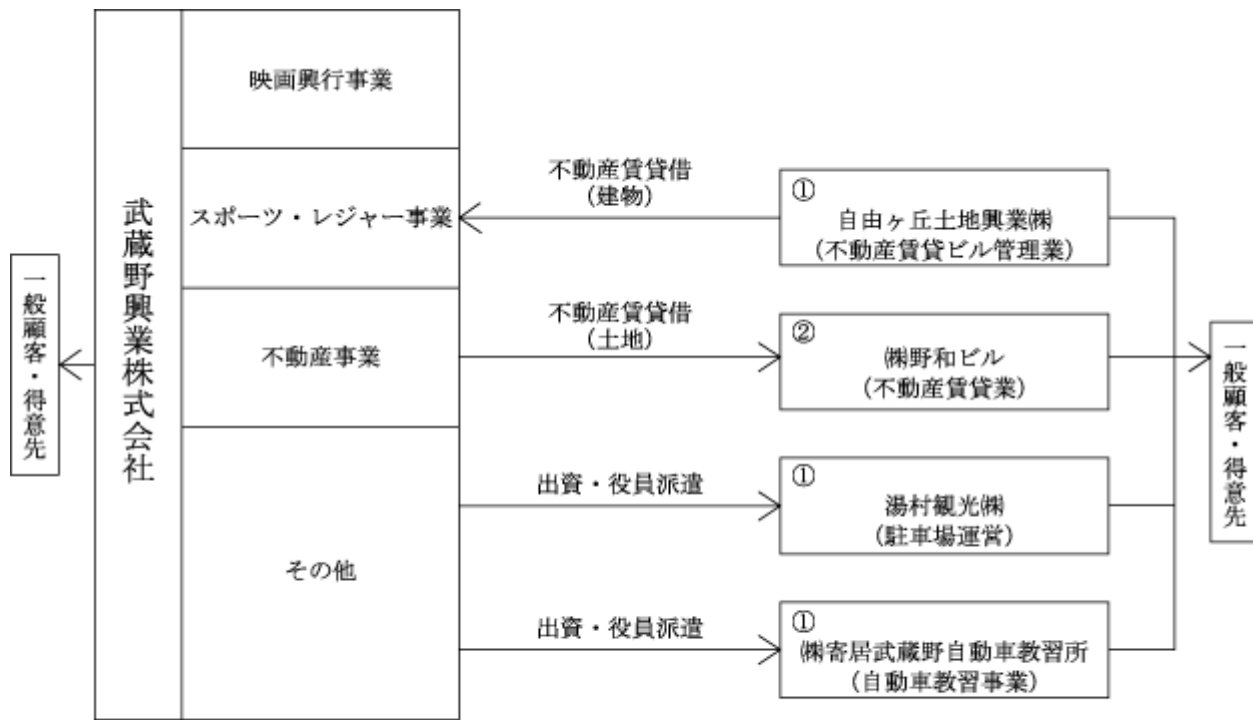 一般顧客・得意先
武蔵野興業株式会社
映画興行事業
スポーツ・レジャー事業
不動産事業
その他
不動産賃貸借
(建物)
不動産賃貸借
(土地)
出資・役員派遣
出資・役員派遣
①
自由ヶ丘土地興業㈱
(不動産賃貸ビル管理業)
②
㈱野和ビル
(不動産賃貸業)
①
湯村観光㈱
(駐車場運営)
①
㈱寄居武蔵野自動車教習所
(自動車教習事業)
一般顧客・得意先